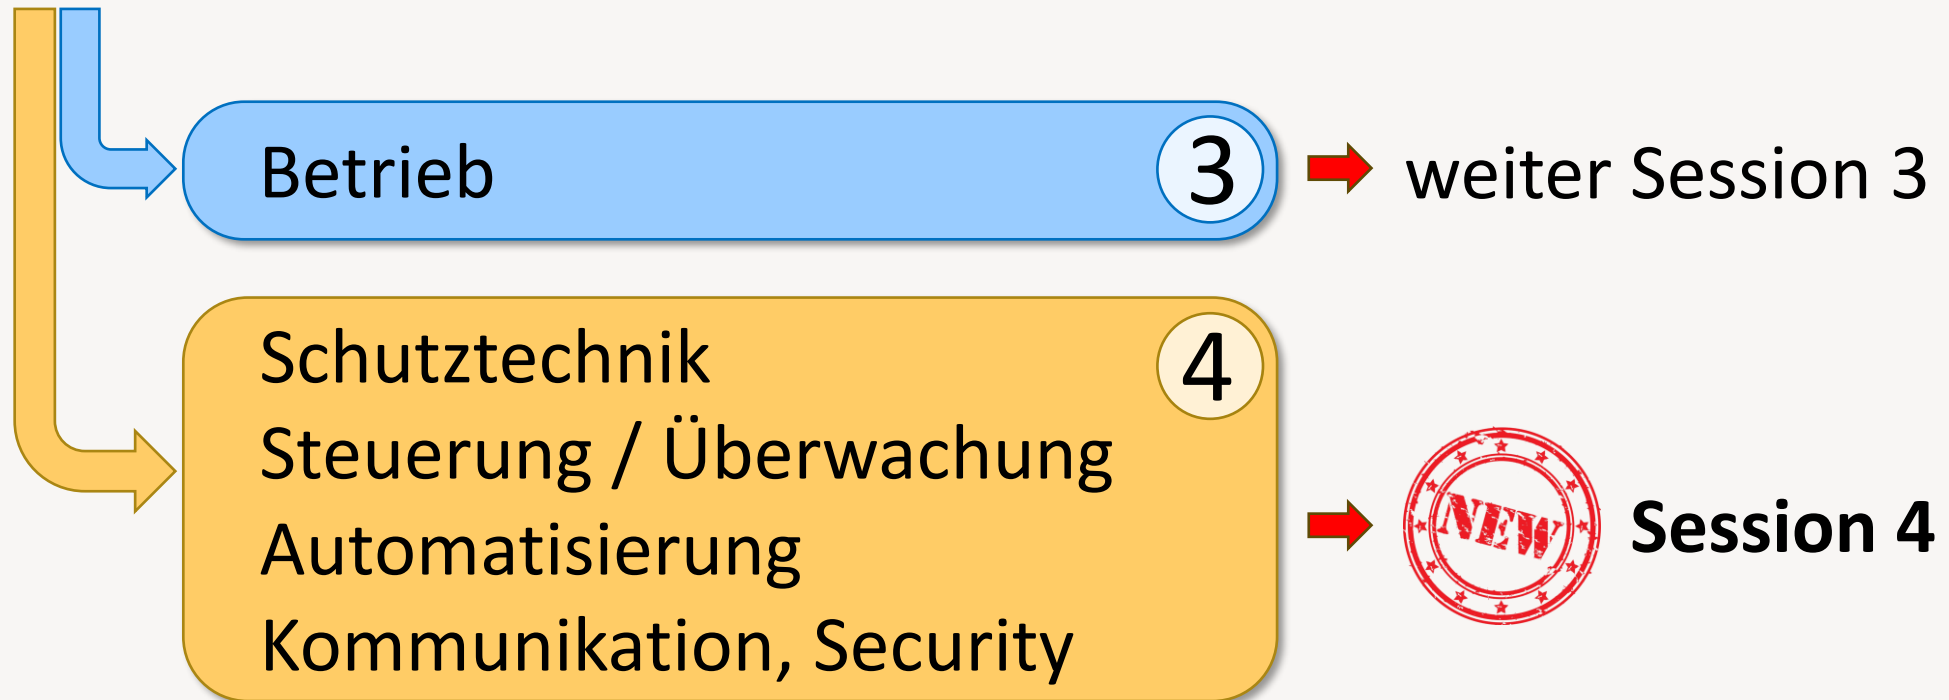 Betrieb 3 weiter Session 3
Schutztechnik 4
Steuerung / Überwachung
Automatisierung
NEW Session 4
Kommunikation, Security